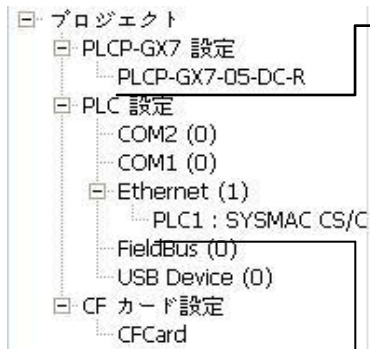 プロジェクト
PLCP-GX7 設定
PLCP-GX7-05-DC-R
PLC 設定
COM2 (0)
COM1 (0)
Ethernet (1)
PLC1 : SYSMAC CS/C
FieldBus (0)
USB Device (0)
CF カード設定
CFCard